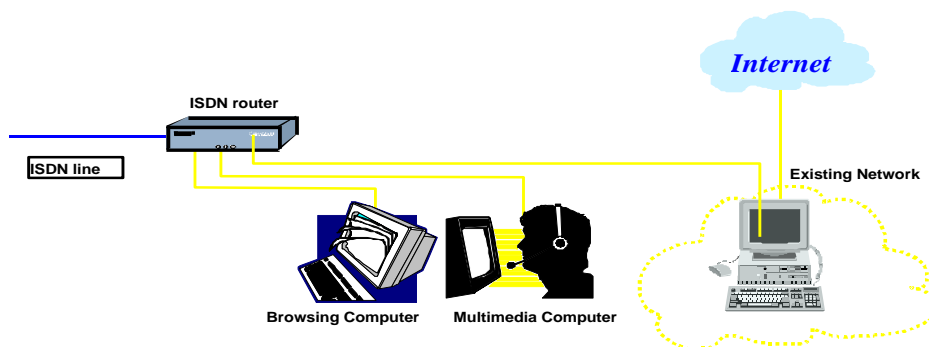 Internet
ISDN router
ISDN line
Existing Network
Browsing Computer
Multimedia Computer